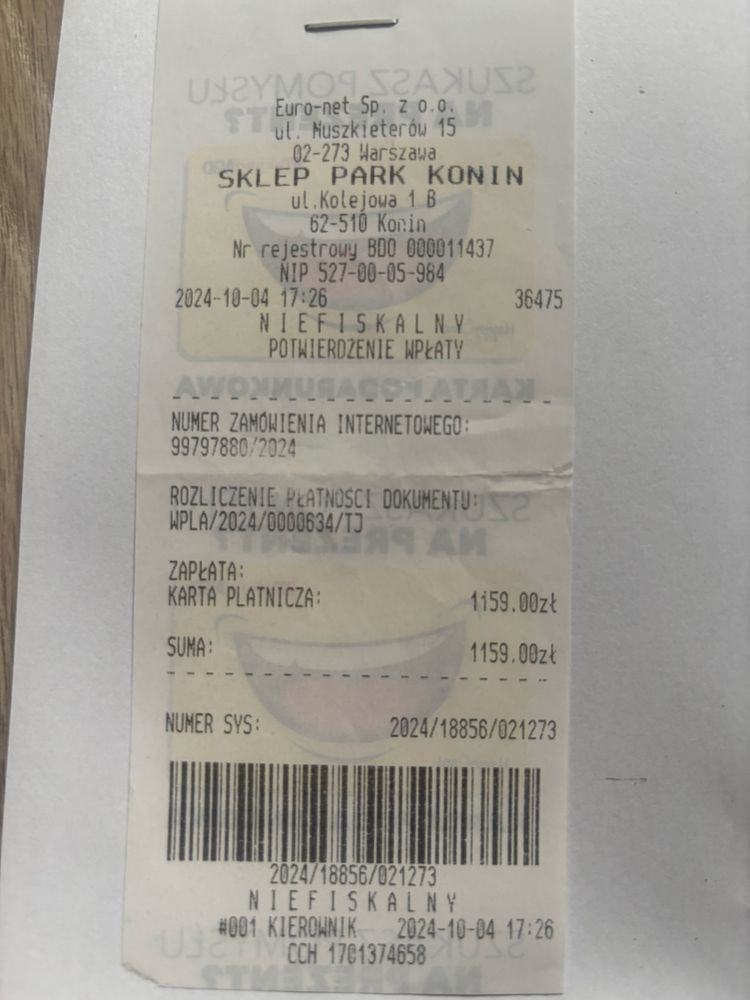 Euro-net Sp. z o.o.
ul. Muszkieterów 15
02-273 Warszawa
SKLEP PARK KONIN
ul.Kolejowa 1 B
62-510 Konin
Nr rejestrowy BDO 000011437
NIP 527-00-05-984
2024-10-04 17:26 36475
NIEFISKALNY
POTWIERDZENIE WPŁATY
NUMER ZAMÓWIENIA INTERNETOWEGO:
99797880/2024
ROZLICZENIE PŁATNOŚCI DOKUMENTU:
WPLA/2024/0000634/TJ
ZAPŁATA:
KARTA PŁATNICZA: 1159.00zł
SUMA: 1159.00zł
NUMER SYS: 2024/18856/021273
2024/18856/021273
NIEFISKALNY
#001 KIEROWNIK 2024-10-04 17:26
CCH 1701374658